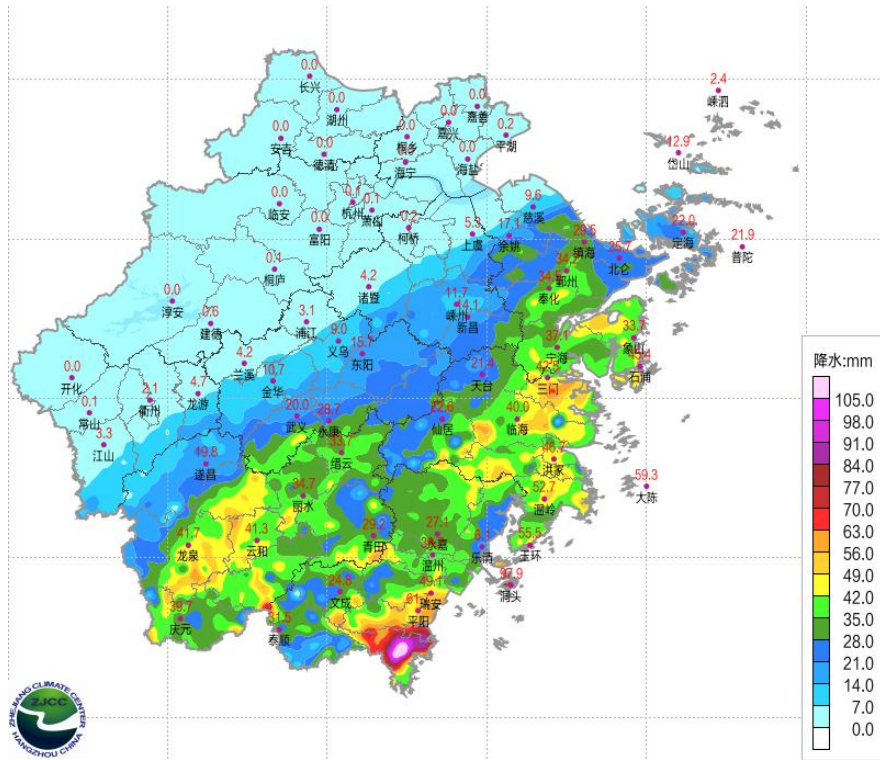 0.0
长兴
0.0
湖州
0.0
嘉善
0.0
嘉兴
0.2
平湖
2.4
嵊泗
0.0
安吉
0.0
德清
0.0
桐乡
海宁
0.0
海盐
12.9
岱山
0.0
临安
0.1
杭州
0.1
萧山
0.0
富阳
0.2
柯桥
5.3
上虞
17.1
余姚
9.6
慈溪
29.5
镇海
25.7
北仑
22.0
定海
21.9
普陀
0.1
桐庐
4.2
诸暨
鄞州
奉化
0.0
淳安
0.6
建德
3.1
浦江
9.0
义乌
15.7
东阳
11.7
嵊州
14.1
新昌
37.1
宁海
33.7
象山
石浦
0.0
开化
4.2
兰溪
10.7
金华
21.4
天台
三门
0.1
常山
2.1
衢州
4.7
龙游
20.0
武义
28.7
永康
22.6
仙居
40.0
临海
3.3
江山
19.8
遂昌
缙云
洪家
59.3
大陈
34.7
丽水
52.7
温岭
41.7
龙泉
41.3
云和
29.2
青田
27.1
永嘉
温州
乐清
55.5
玉环
97.9
洞头
39.7
庆元
31.5
泰顺
24.8
文成
49.1
瑞安
平阳
降水:mm
105.0
98.0
91.0
84.0
77.0
70.0
63.0
56.0
49.0
42.0
35.0
28.0
21.0
14.0
7.0
0.0
ZHEJIANG CLIMATE CENTER
ZJCC
HANGZHOU CHINA